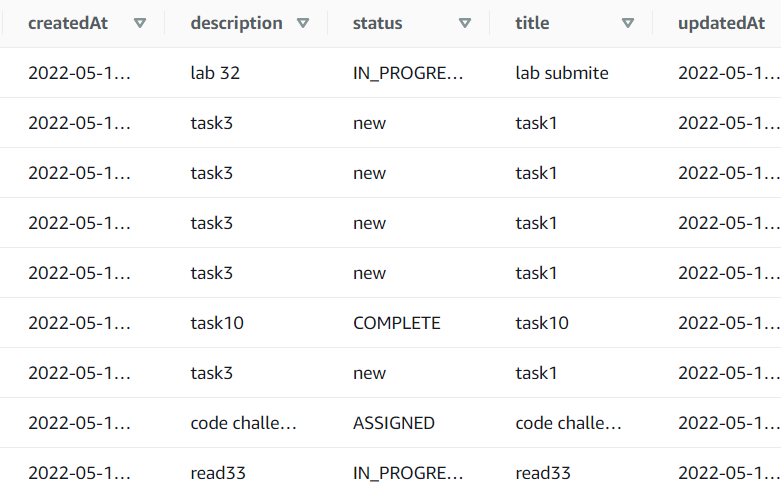 createdAt description status title updatedAt
2022-05-1... lab 32 IN_PROGRE... lab submite 2022-05-1...
2022-05-1... task3 new task1 2022-05-1...
2022-05-1... task3 new task1 2022-05-1...
2022-05-1... task3 new task1 2022-05-1...
2022-05-1... task3 new task1 2022-05-1...
2022-05-1... task10 COMPLETE task10 2022-05-1...
2022-05-1... task3 new task1 2022-05-1...
2022-05-1... code challe... ASSIGNED code challe... 2022-05-1...
2022-05-1... read33 IN_PROGRE... read33 2022-05-1...